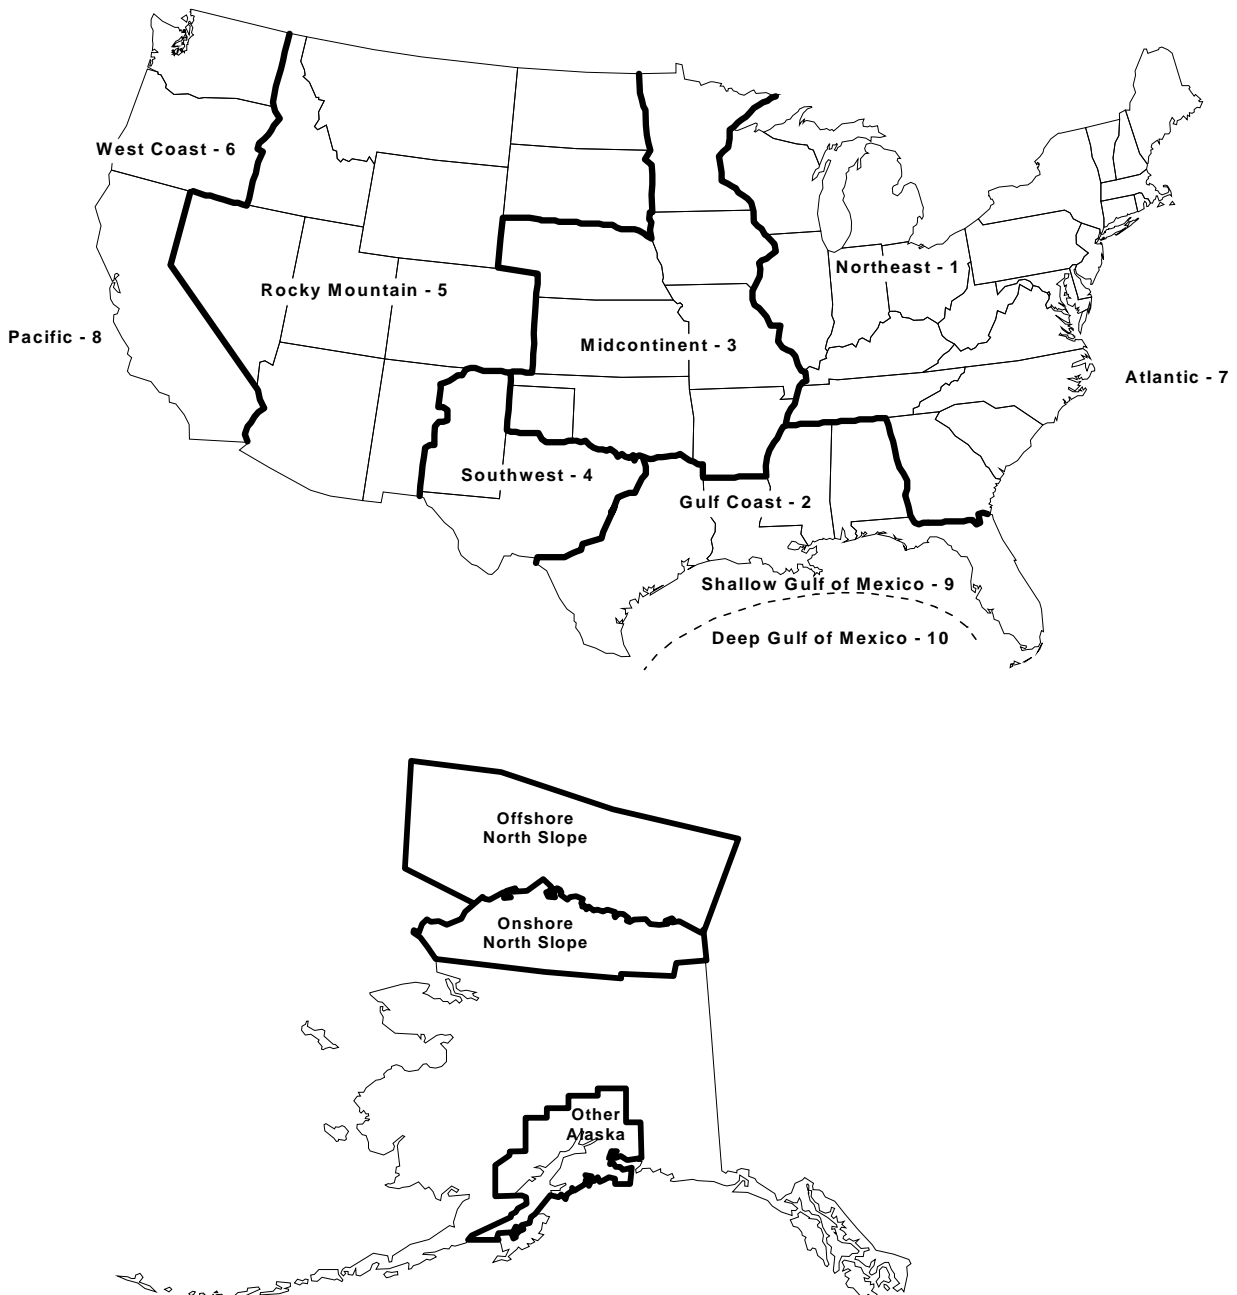 West Coast - 6
Northeast - 1
Rocky Mountain - 5
Pacific - 8
Midcontinent - 3
Atlantic - 7
Southwest - 4
Gulf Coast - 2
Shallow Gulf of Mexico - 9
Deep Gulf of Mexico - 10
Offshore
North Slope
Onshore
North Slope
Other
Alaska